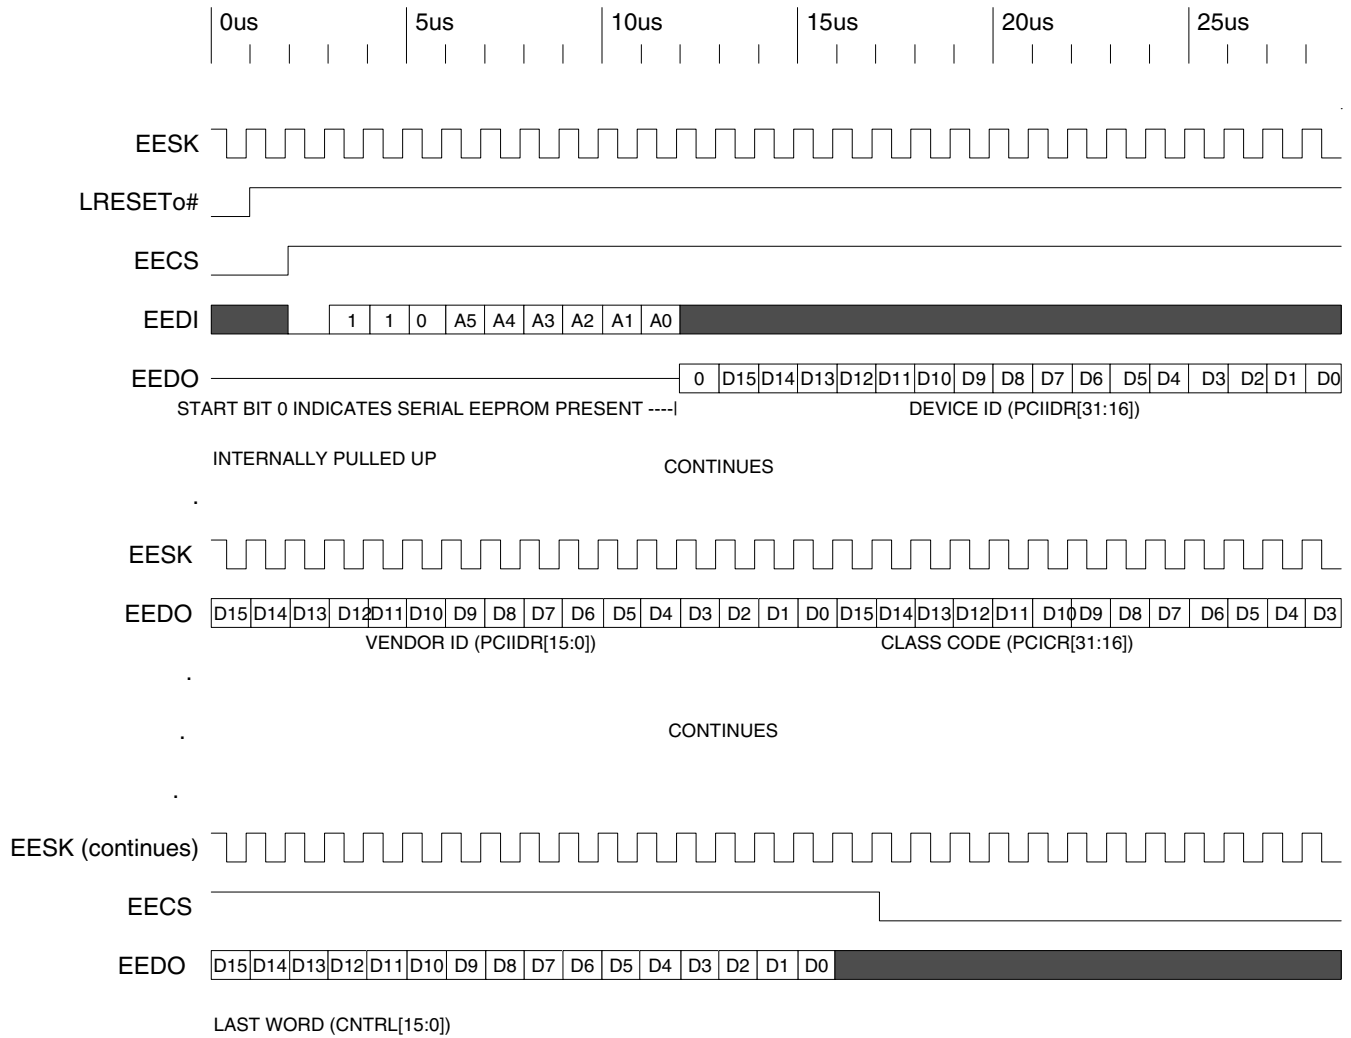 0us 5us 10us 15us 20us 25us
EESK
LRESETo#
EECS
EEDI 1 1 0 A5 A4 A3 A2 A1 A0
EEDO 0 D15 D14 D13 D12 D11 D10 D9 D8 D7 D6 D5 D4 D3 D2 D1 D0
START BIT 0 INDICATES SERIAL EEPROM PRESENT ----| DEVICE ID (PCIIDR[31:16])
INTERNALLY PULLED UP
CONTINUES
.
EESK
EEDO D15 D14 D13 D12 D11 D10 D9 D8 D7 D6 D5 D4 D3 D2 D1 D0 D15 D14 D13 D12 D11 D10 D9 D8 D7 D6 D5 D4 D3
VENDOR ID (PCIIDR[15:0]) CLASS CODE (PCICR[31:16])
.
. CONTINUES
.
EESK (continues)
EECS
EEDO D15 D14 D13 D12 D11 D10 D9 D8 D7 D6 D5 D4 D3 D2 D1 D0
LAST WORD (CNTRL[15:0])